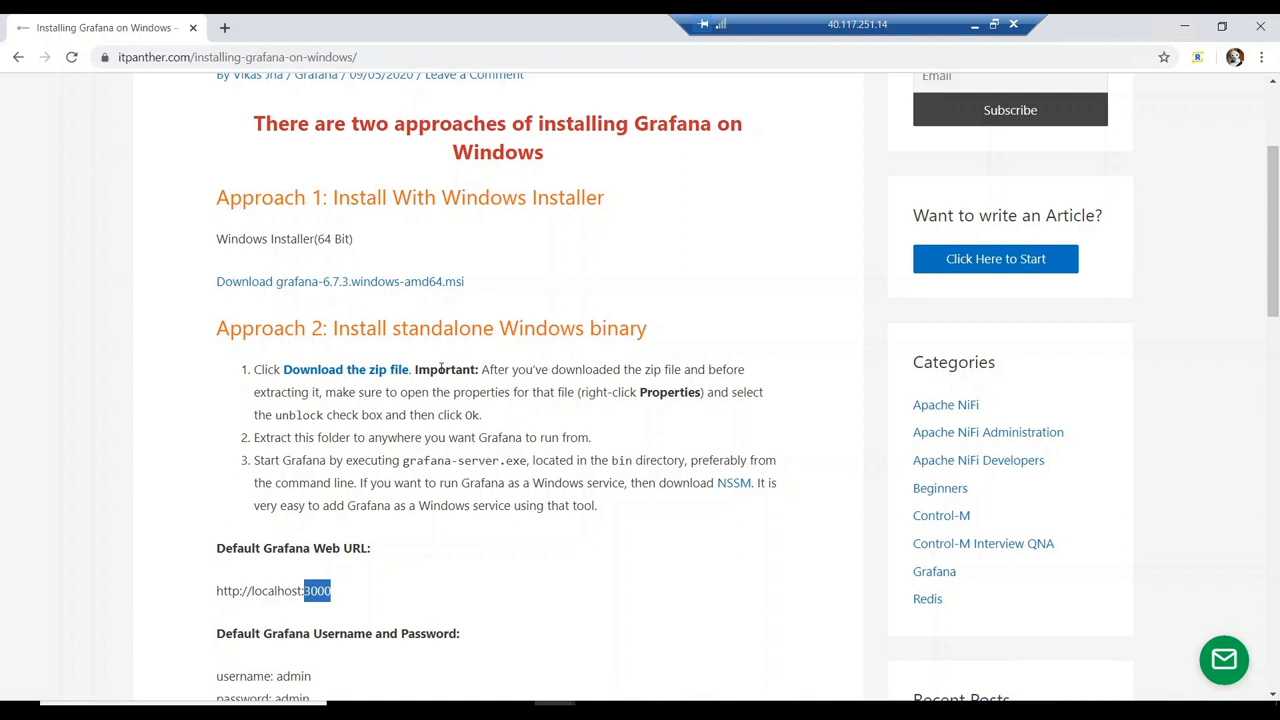 Installing Grafana on Windows –
40.117.251.14
itpanther.com/installing-grafana-on-windows/
By Vikas Jha / Grafana / 09/05/2020 / Leave a Comment
There are two approaches of installing Grafana on
Windows
Approach 1: Install With Windows Installer
Windows Installer(64 Bit)
Download grafana-6.7.3.windows-amd64.msi
Approach 2: Install standalone Windows binary
1. Click Download the zip file. Important: After you've downloaded the zip file and before
extracting it, make sure to open the properties for that file (right-click Properties) and select
the unblock check box and then click Ok.
2. Extract this folder to anywhere you want Grafana to run from.
3. Start Grafana by executing grafana-server.exe, located in the bin directory, preferably from
the command line. If you want to run Grafana as a Windows service, then download NSSM. It is
very easy to add Grafana as a Windows service using that tool.
Default Grafana Web URL:
http://localhost:3000
Default Grafana Username and Password:
username: admin
password: admin
Email
Subscribe
Want to write an Article?
Click Here to Start
Categories
Apache NiFi
Apache NiFi Administration
Apache NiFi Developers
Beginners
Control-M
Control-M Interview QNA
Grafana
Redis
Recent Posts